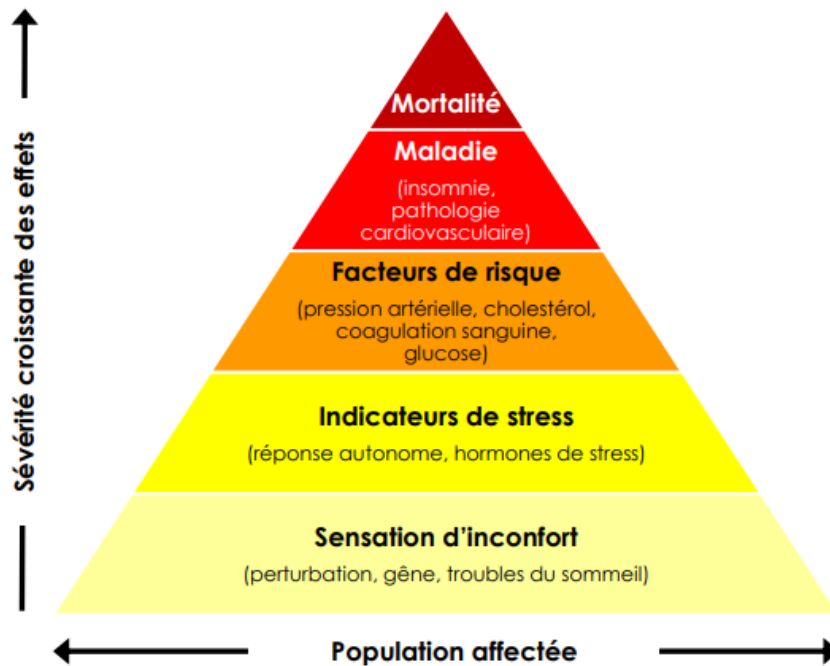 Sévérité croissante des effets
Mortalité
Maladie
(insomnie,
pathologie
cardiovasculaire)
Facteurs de risque
(pression artérielle, cholestérol,
coagulation sanguine,
glucose)
Indicateurs de stress
(réponse autonome, hormones de stress)
Sensation d’inconfort
(perturbation, gêne, troubles du sommeil)
Population affectée